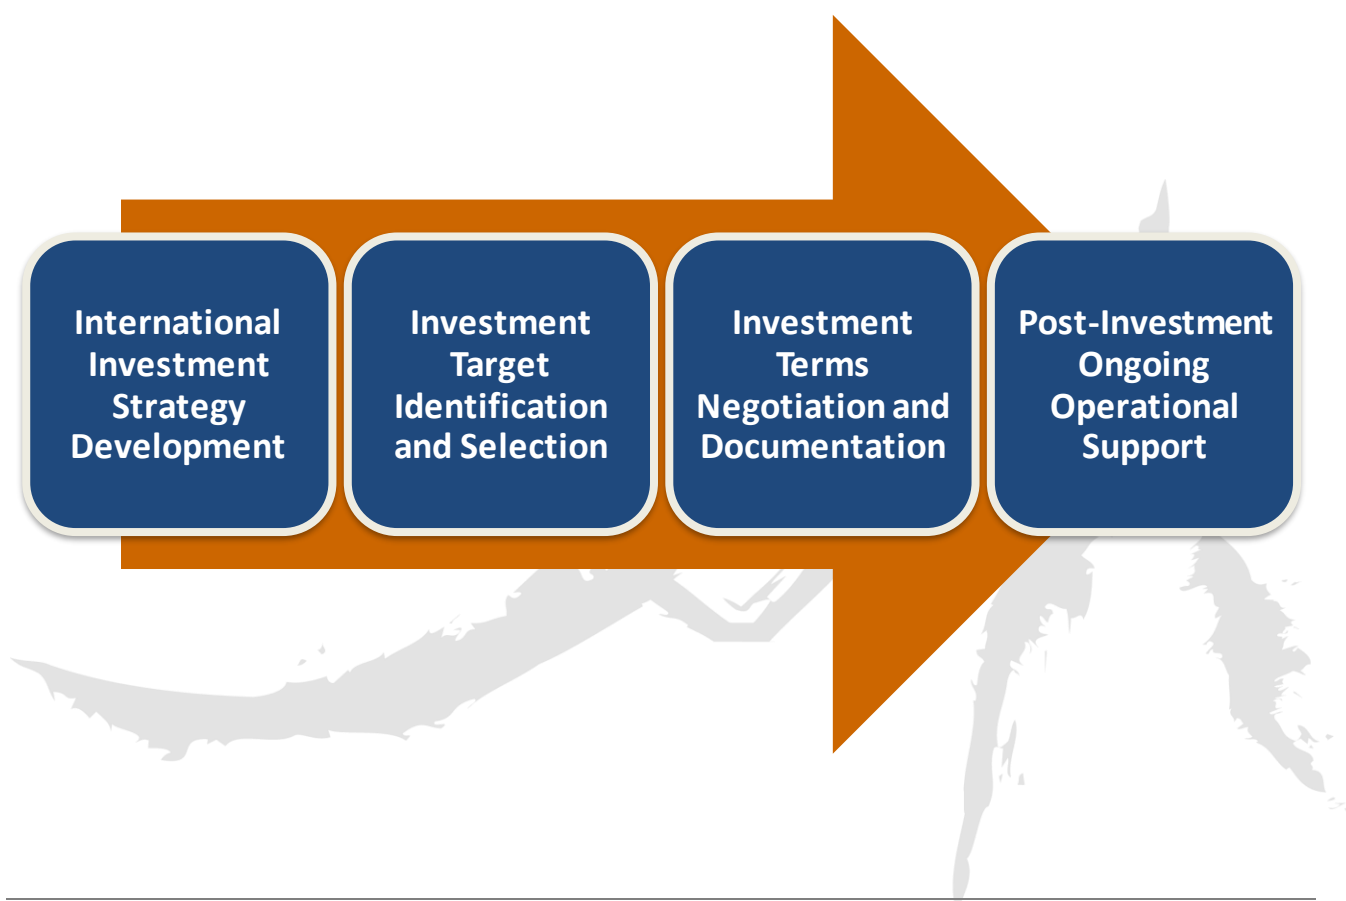 International
Investment
Strategy
Development
Investment
Target
Identification
and Selection
Investment
Terms
Negotiation and
Documentation
Post-Investment
Ongoing
Operational
Support